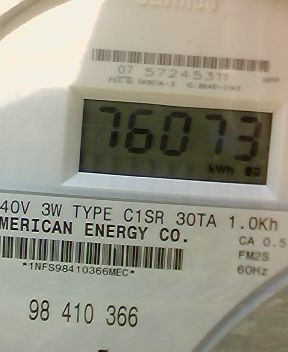 07 57245311
76073
kWh
40V 3W TYPE C1SR 30TA 1.0Kh
MERICAN ENERGY CO.
CA 0.5
*1NFS98410366MEC*
FM2S
60Hz
98 410 366